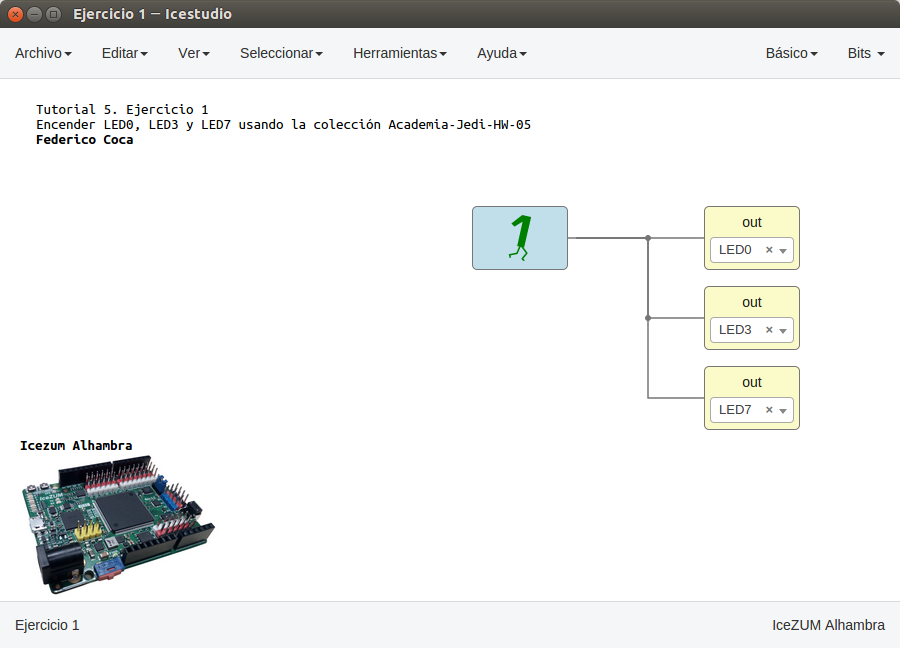 Ejercicio 1 – Icestudio
Archivo Editar Ver Seleccionar Herramientas Ayuda Básico Bits
Tutorial 5. Ejercicio 1
Encender LED0, LED3 y LED7 usando la colección Academia-Jedi-HW-05
Federico Coca
1
out
LED0 ×
out
LED3 ×
out
LED7 ×
Icezum Alhambra
IceZUM
Ejercicio 1 IceZUM Alhambra